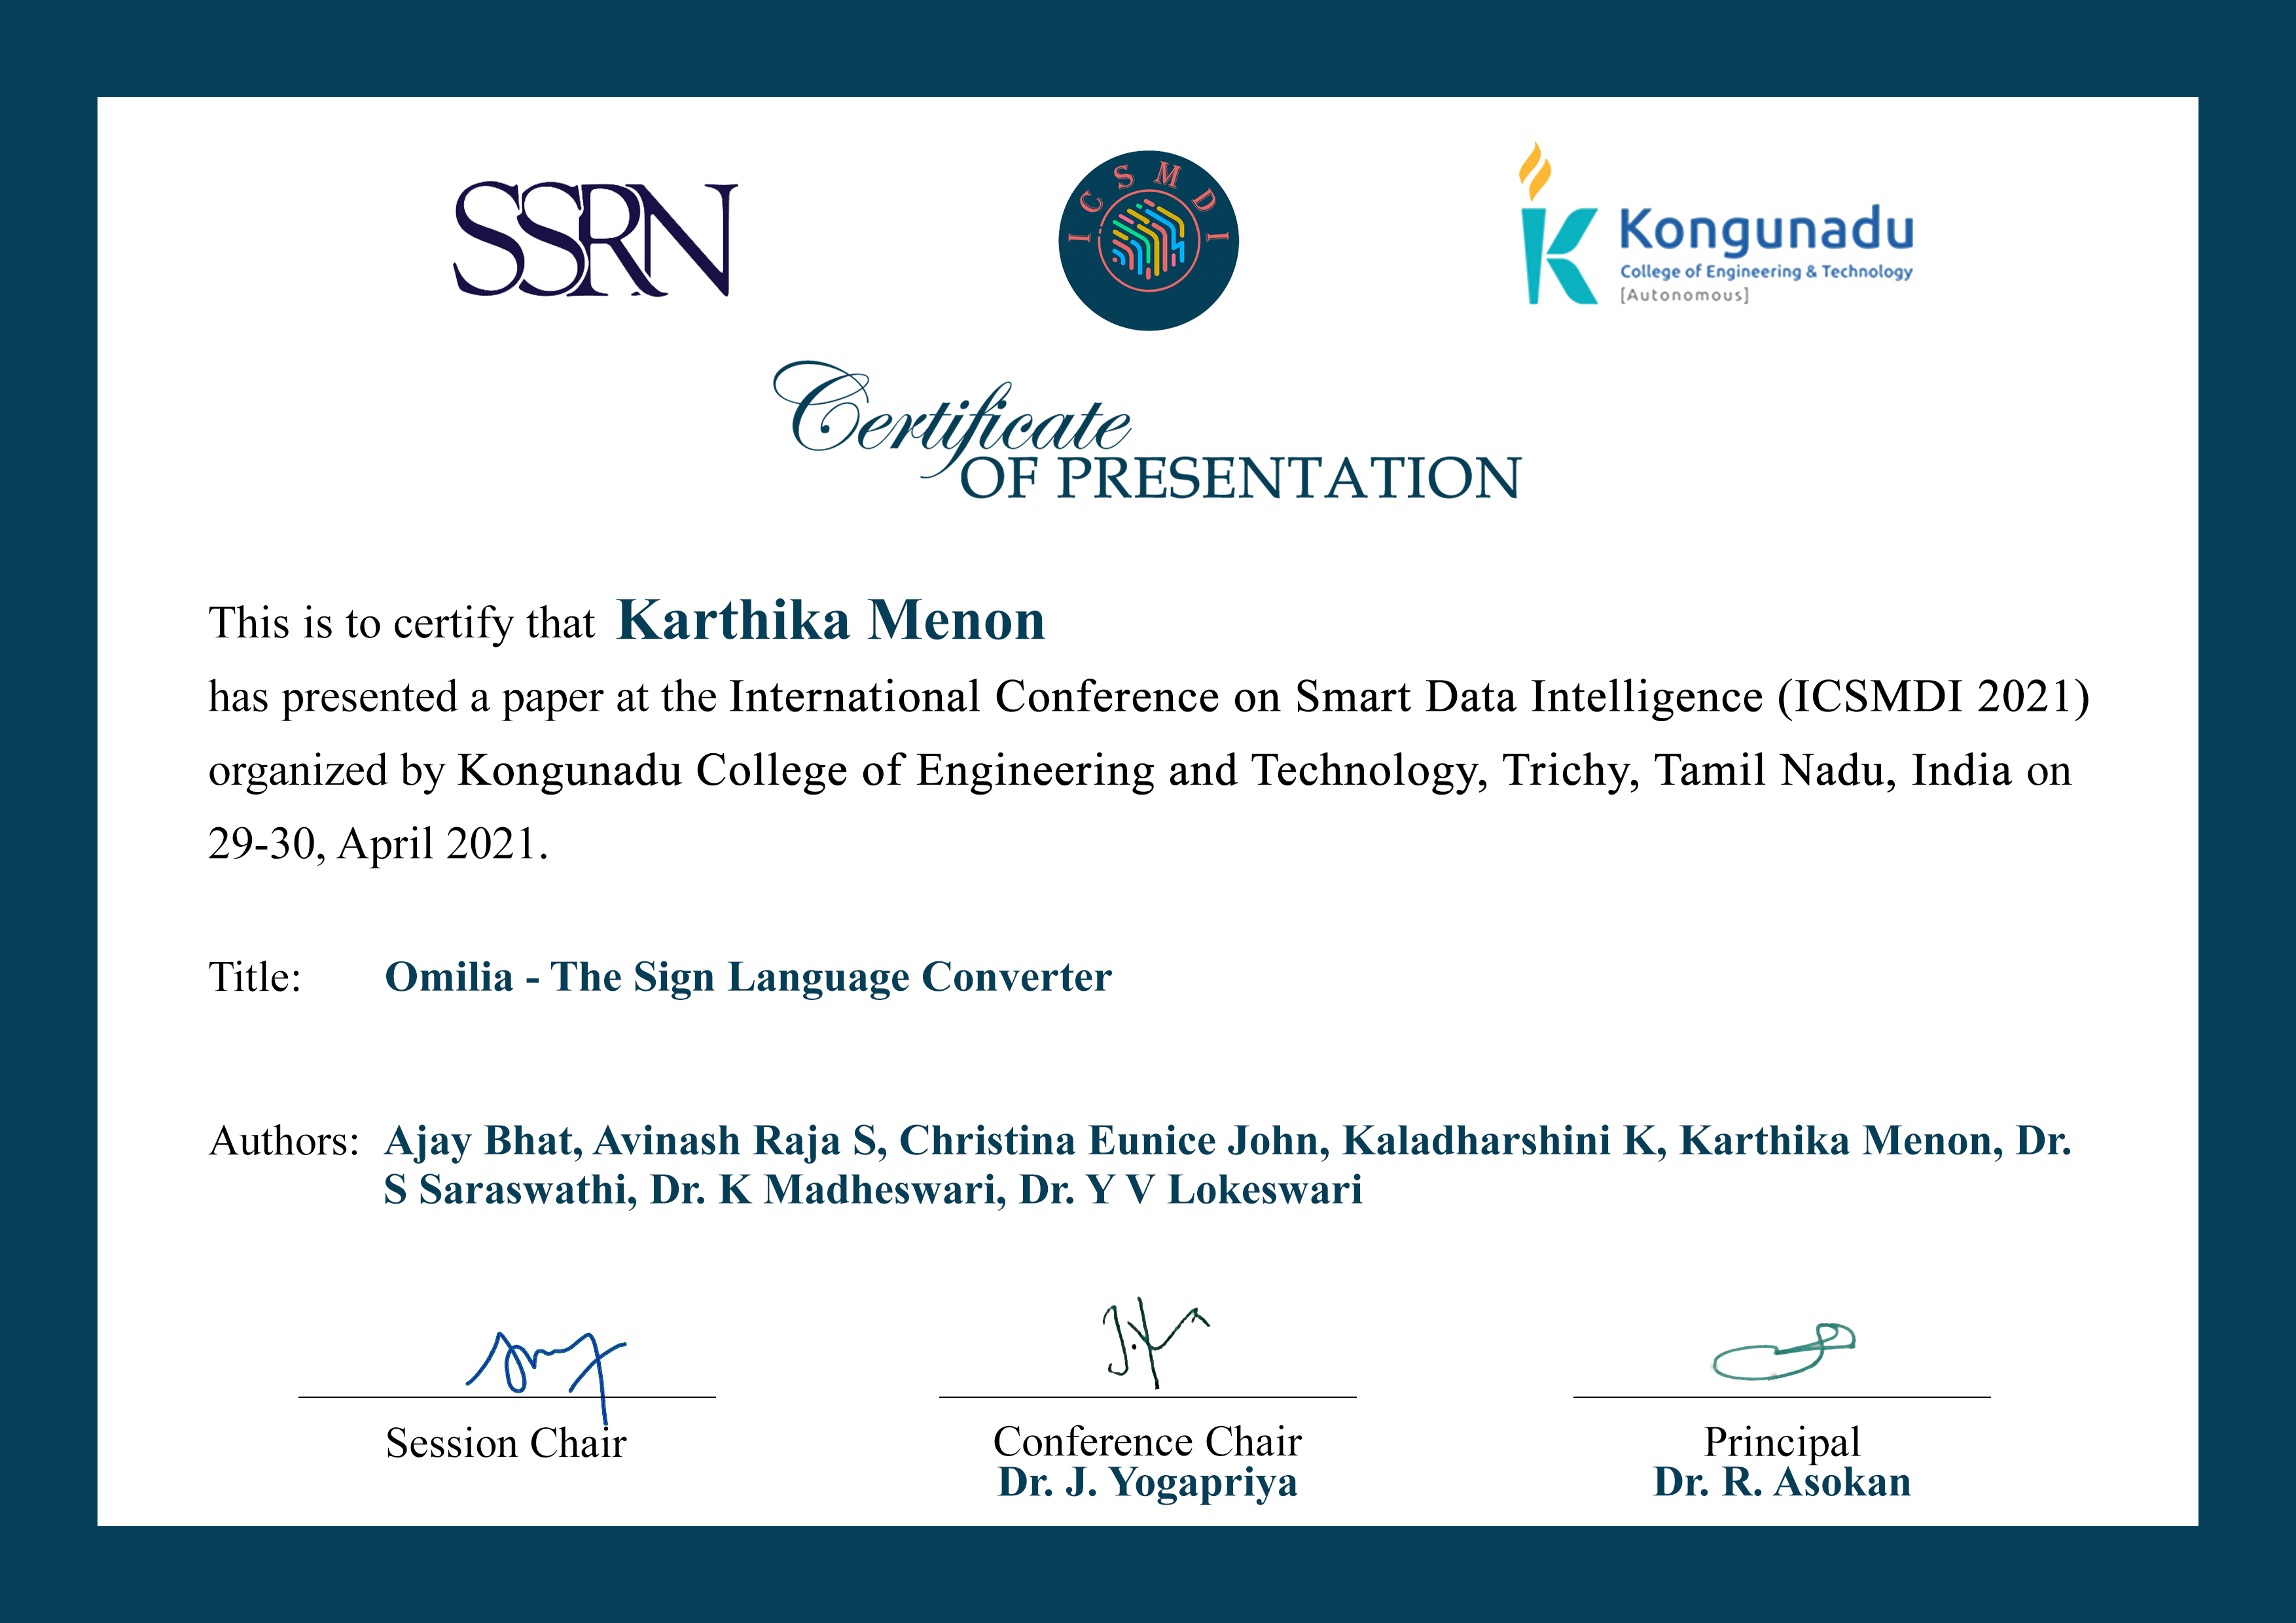 SSRN
ICSMDI
Kongunadu
College of Engineering & Technology
[Autonomous]
Certificate
OF PRESENTATION
This is to certify that Karthika Menon
has presented a paper at the International Conference on Smart Data Intelligence (ICSMDI 2021)
organized by Kongunadu College of Engineering and Technology, Trichy, Tamil Nadu, India on
29-30, April 2021.
Title: Omilia - The Sign Language Converter
Authors: Ajay Bhat, Avinash Raja S, Christina Eunice John, Kaladharshini K, Karthika Menon, Dr.
S Saraswathi, Dr. K Madheswari, Dr. Y V Lokeswari
Session Chair
Conference Chair
Dr. J. Yogapriya
Principal
Dr. R. Asokan